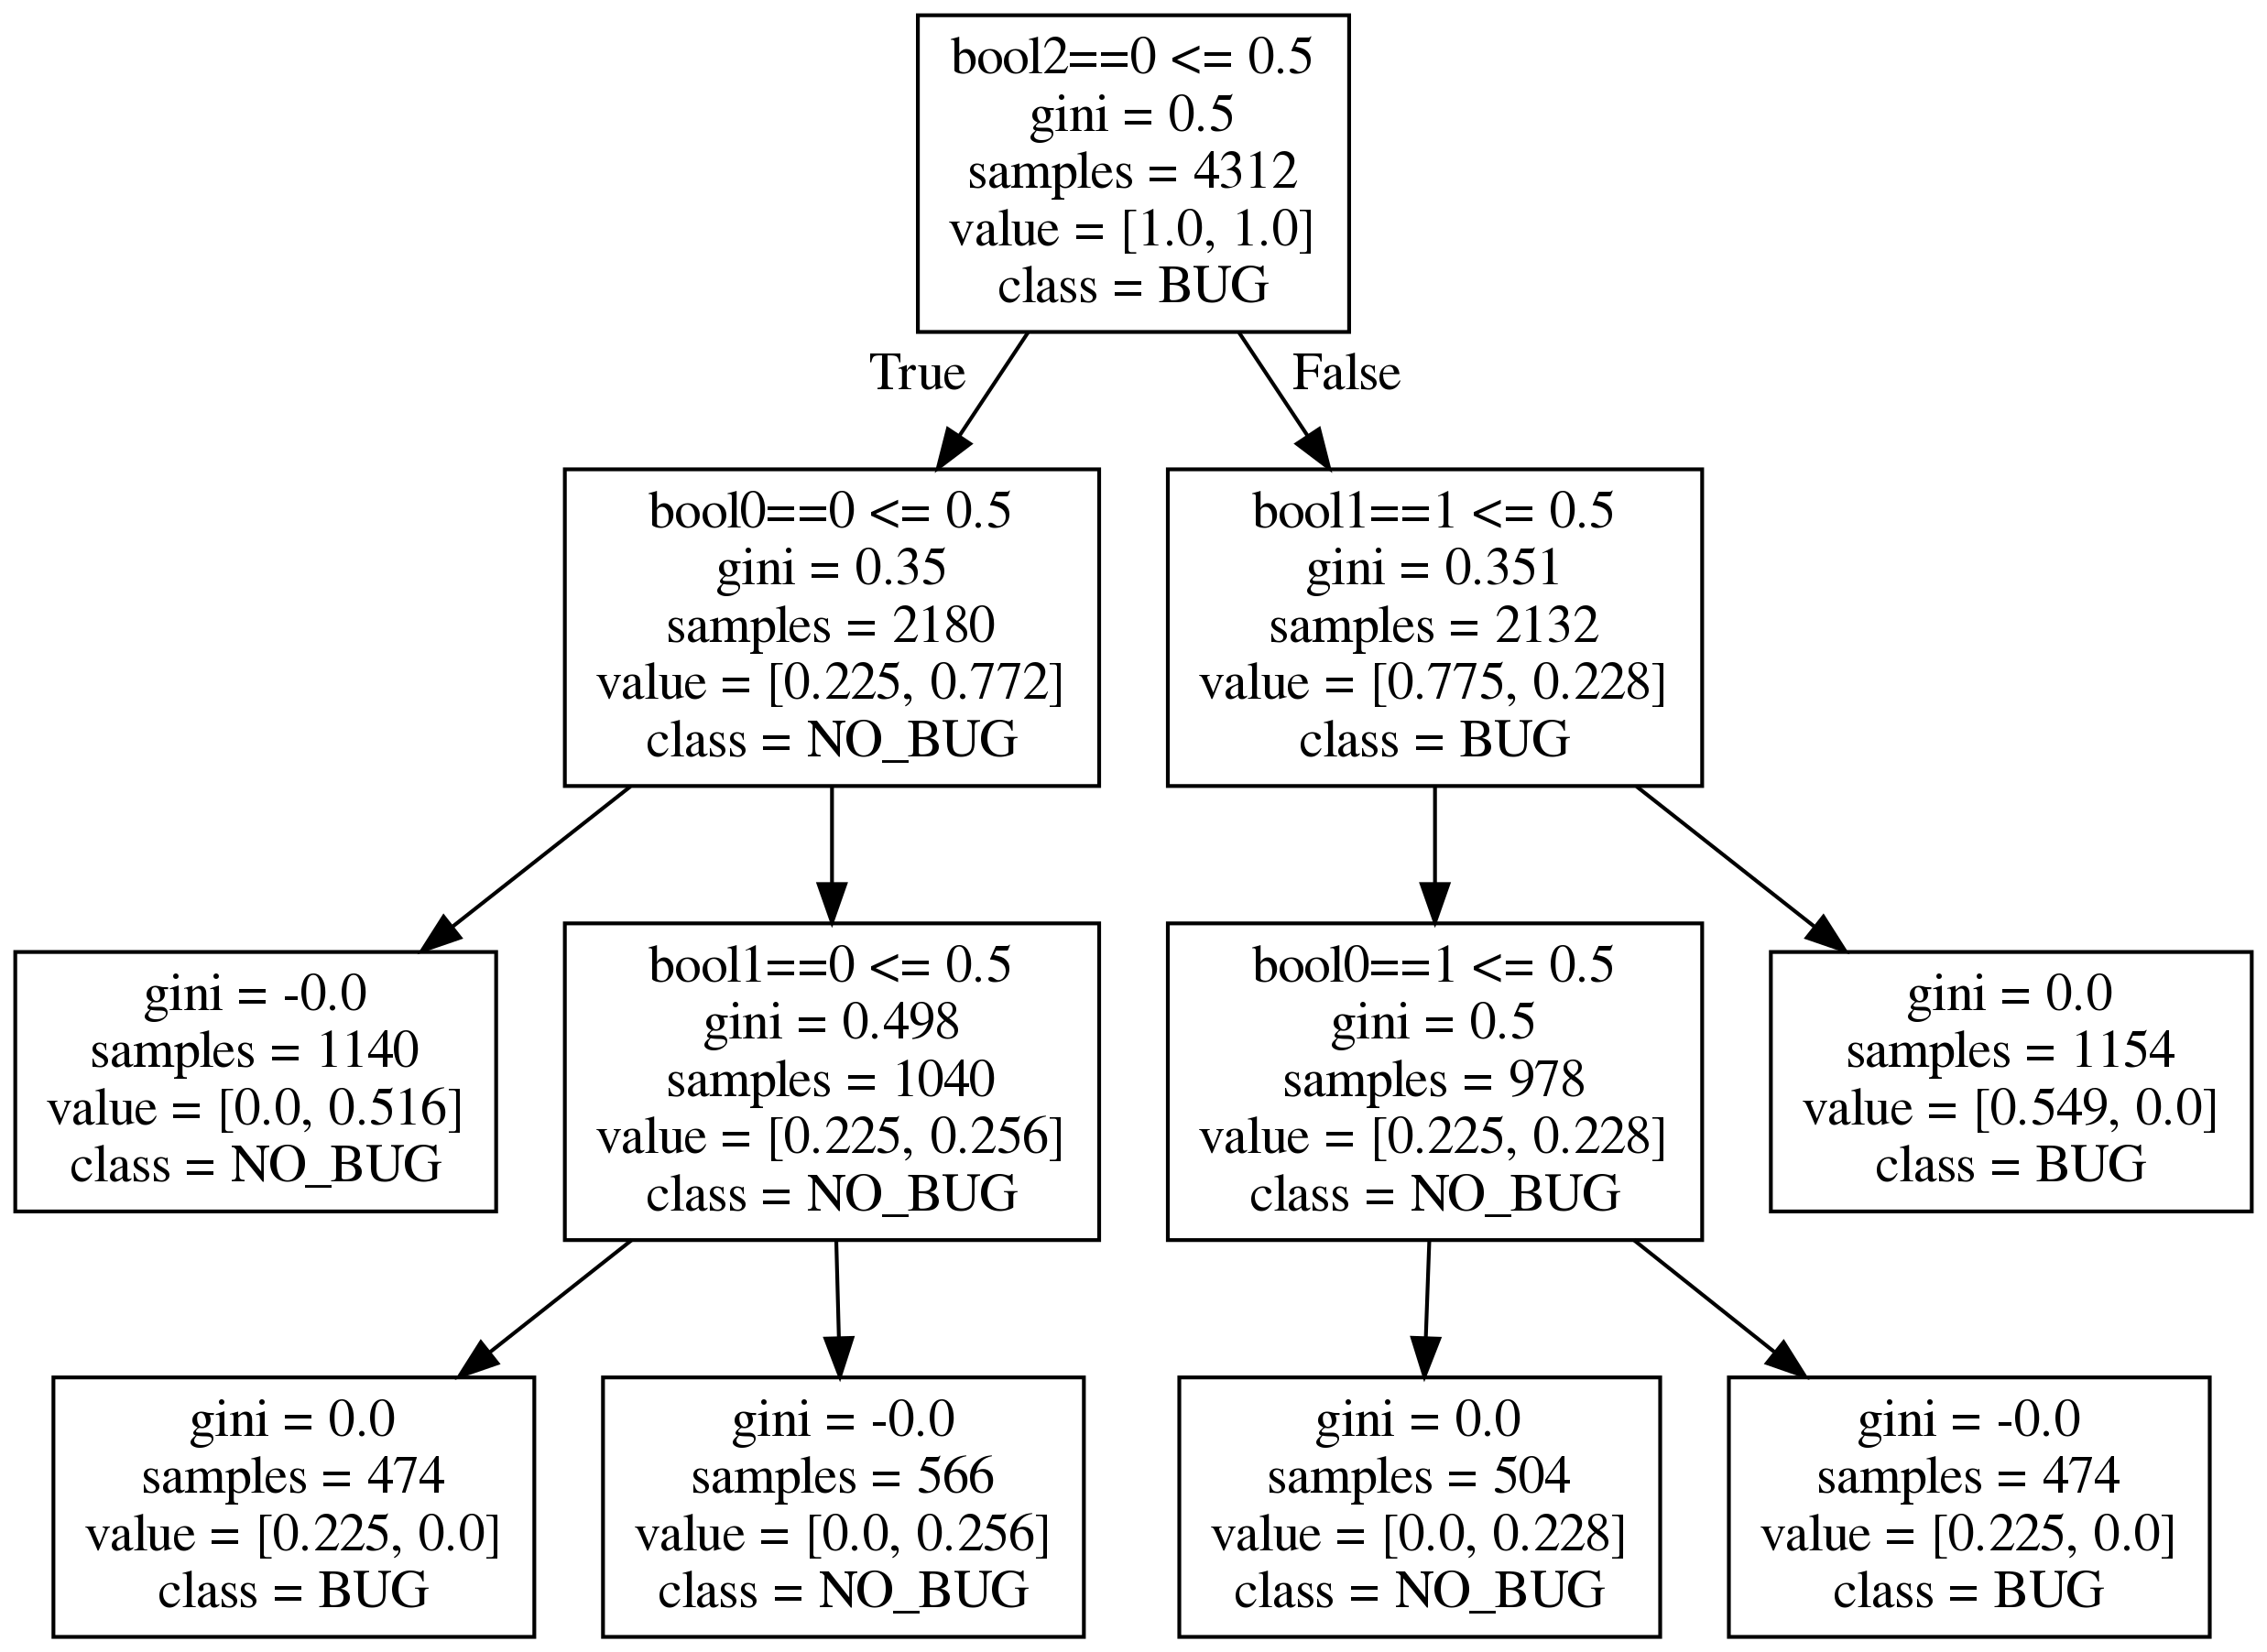 bool2==0 <= 0.5
gini = 0.5
samples = 4312
value = [1.0, 1.0]
class = BUG
True
False
bool0==0 <= 0.5
gini = 0.35
samples = 2180
value = [0.225, 0.772]
class = NO_BUG
bool1==1 <= 0.5
gini = 0.351
samples = 2132
value = [0.775, 0.228]
class = BUG
gini = -0.0
samples = 1140
value = [0.0, 0.516]
class = NO_BUG
bool1==0 <= 0.5
gini = 0.498
samples = 1040
value = [0.225, 0.256]
class = NO_BUG
bool0==1 <= 0.5
gini = 0.5
samples = 978
value = [0.225, 0.228]
class = NO_BUG
gini = 0.0
samples = 1154
value = [0.549, 0.0]
class = BUG
gini = 0.0
samples = 474
value = [0.225, 0.0]
class = BUG
gini = -0.0
samples = 566
value = [0.0, 0.256]
class = NO_BUG
gini = 0.0
samples = 504
value = [0.0, 0.228]
class = NO_BUG
gini = -0.0
samples = 474
value = [0.225, 0.0]
class = BUG